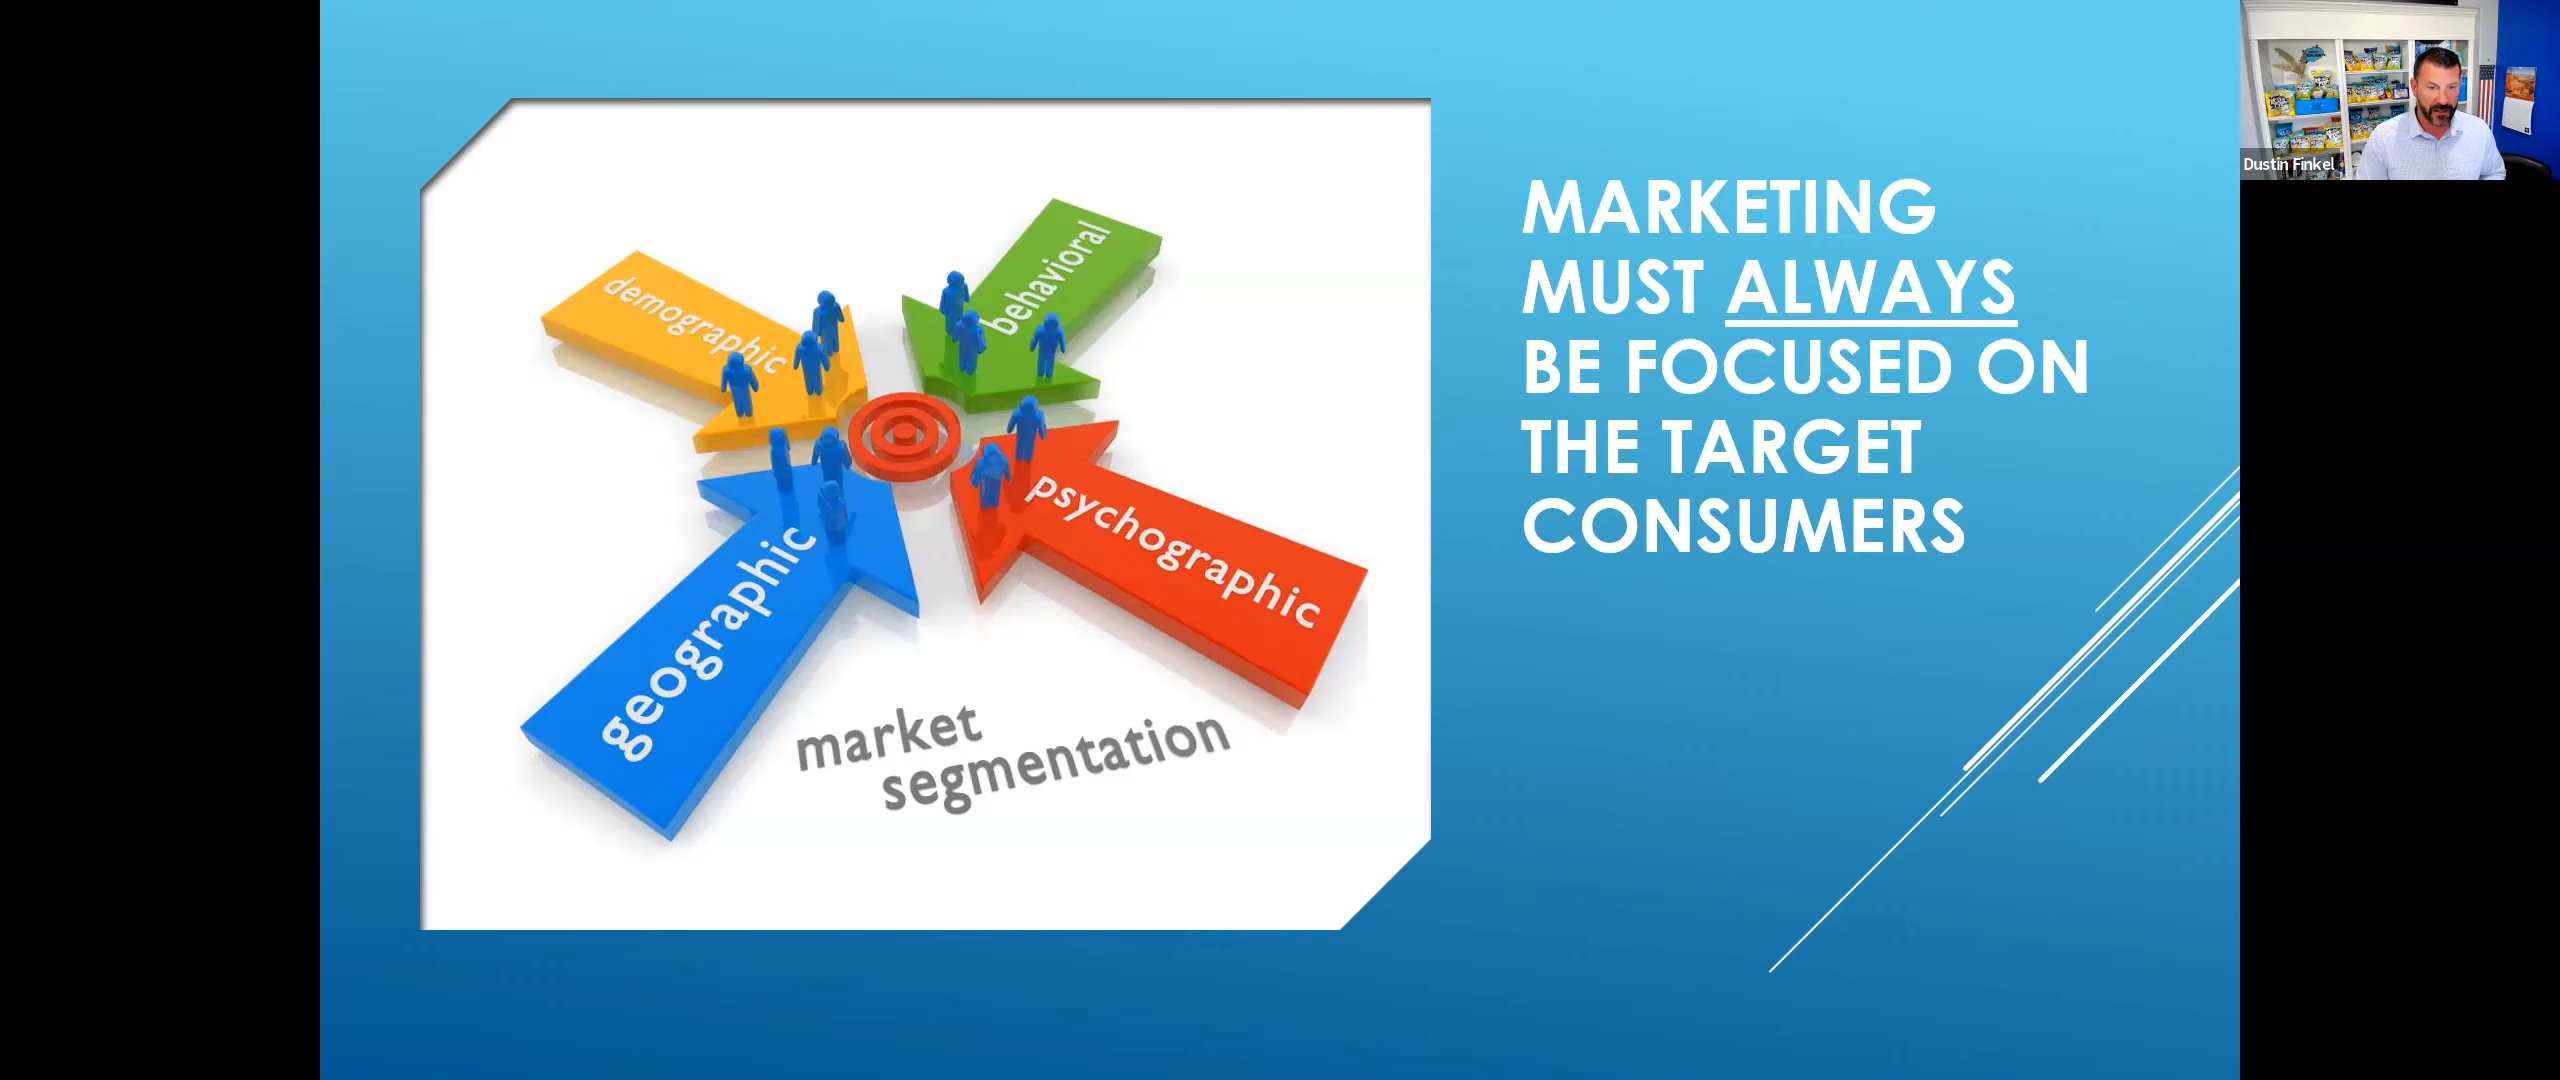 demographic
behavioral
geographic
psychographic
market
segmentation
MARKETING
MUST ALWAYS
BE FOCUSED ON
THE TARGET
CONSUMERS
Dustin Finkel